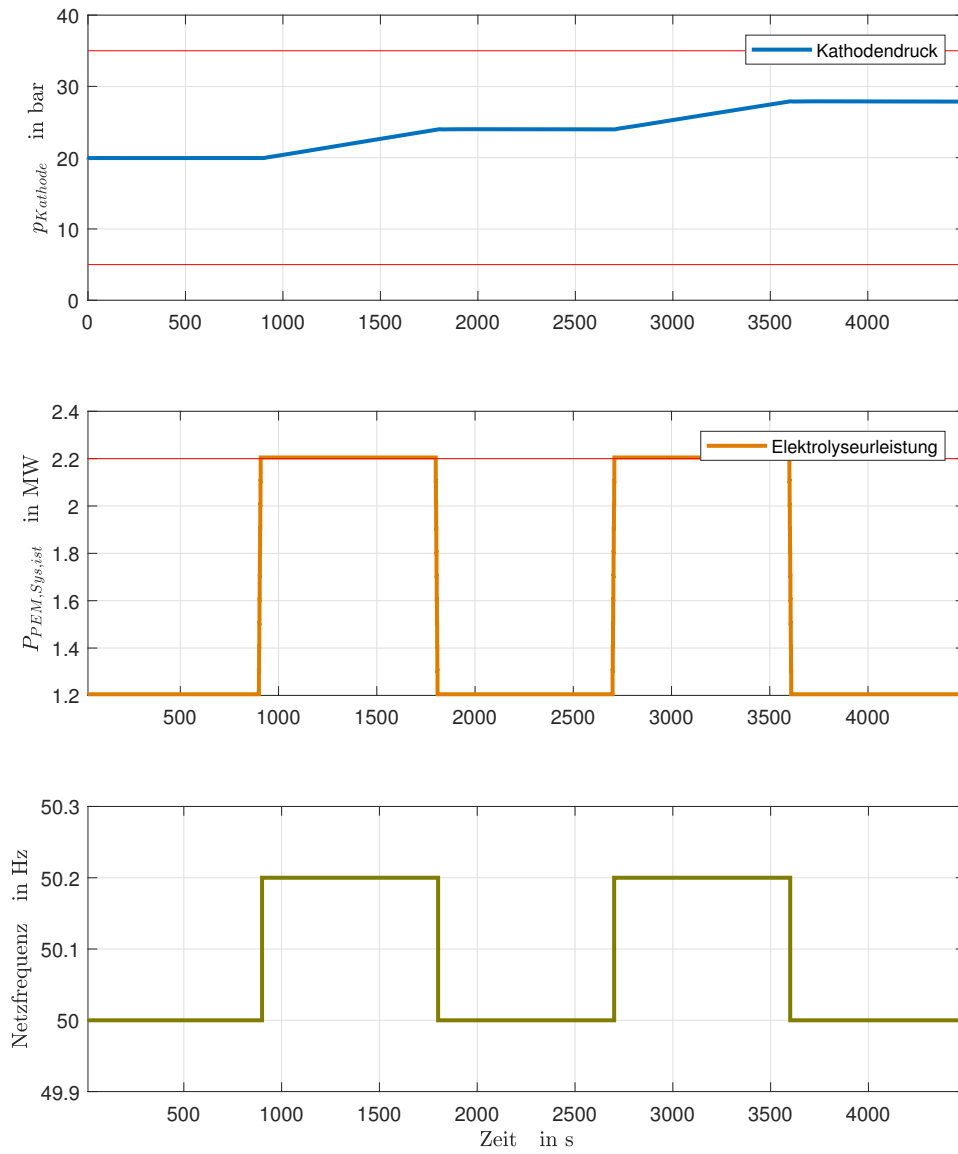 40
30
20
10
0
p_Kathode in bar
Kathodendruck
0 500 1000 1500 2000 2500 3000 3500 4000
2.4
2.2
2
1.8
1.6
1.4
1.2
P_PEM,Sys,ist in MW
Elektrolyseurleistung
500 1000 1500 2000 2500 3000 3500 4000
50.3
50.2
50.1
50
49.9
Netzfrequenz in Hz
500 1000 1500 2000 2500 3000 3500 4000
Zeit in s